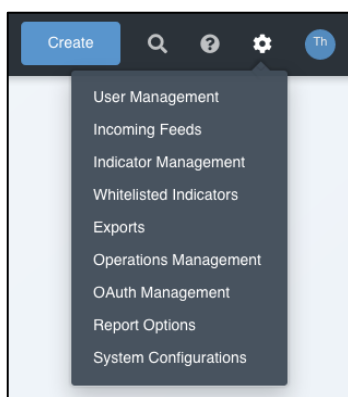 Create
Th
User Management
Incoming Feeds
Indicator Management
Whitelisted Indicators
Exports
Operations Management
OAuth Management
Report Options
System Configurations